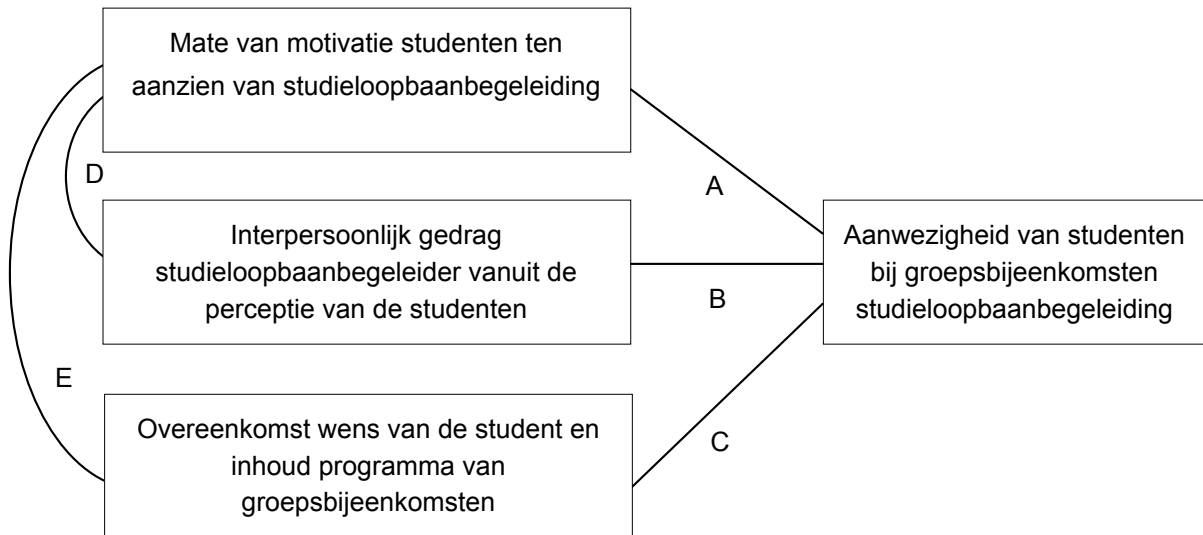 Mate van motivatie studenten ten
aanzien van studieloopbaanbegeleiding
D
A
Interpersoonlijk gedrag
studieloopbaanbegeleider vanuit de
perceptie van de studenten
B
Aanwezigheid van studenten
bij groepsbijeenkomsten
studieloopbaanbegeleiding
E
C
Overeenkomst wens van de student en
inhoud programma van
groepsbijeenkomsten